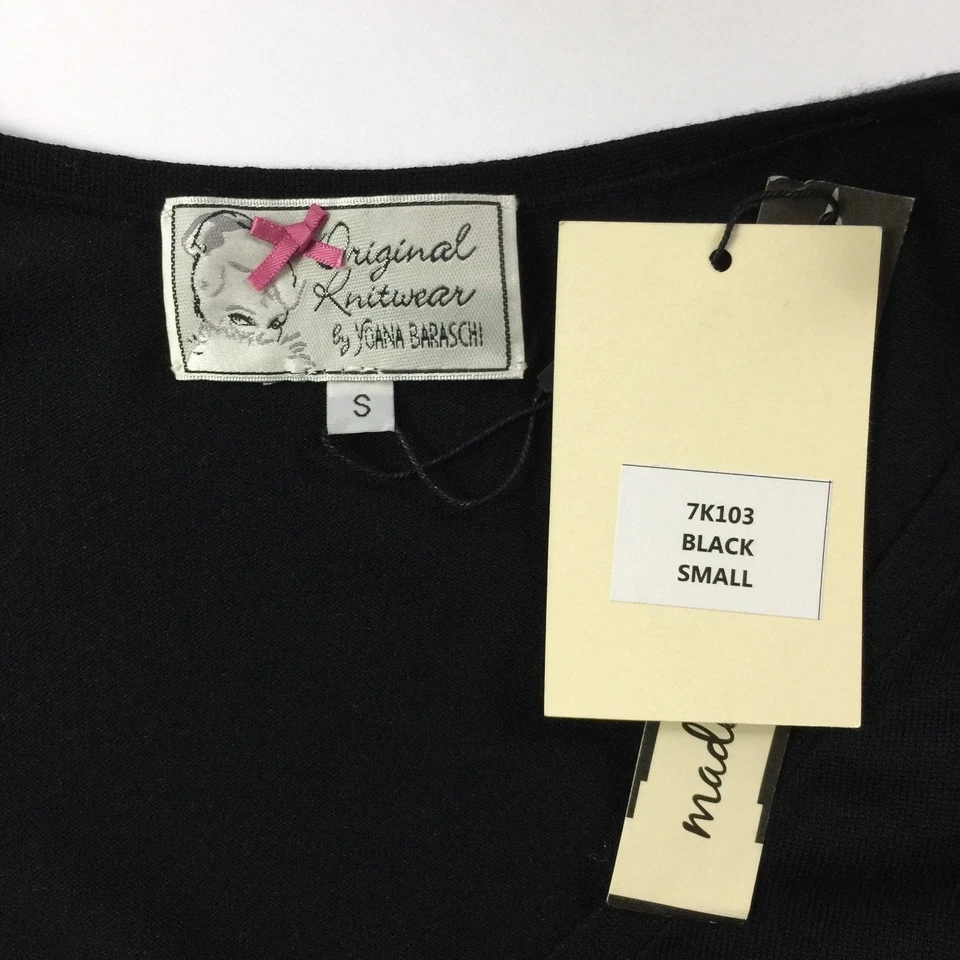 Original
Knitwear
By YOANA BARASCHI
S
7K103
BLACK
SMALL